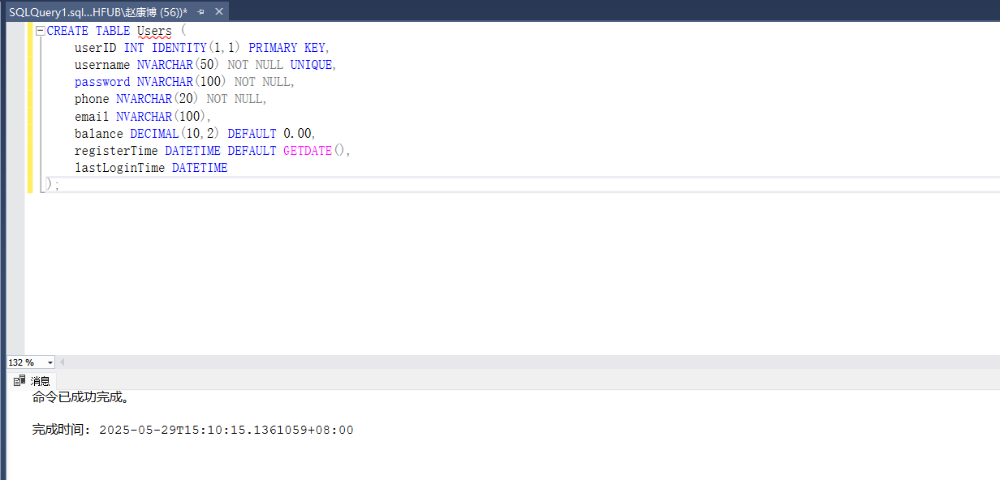 SQLQuery1.sql...HFUB\赵康博 (56))*
CREATE TABLE Users (
userID INT IDENTITY(1,1) PRIMARY KEY,
username NVARCHAR(50) NOT NULL UNIQUE,
password NVARCHAR(100) NOT NULL,
phone NVARCHAR(20) NOT NULL,
email NVARCHAR(100),
balance DECIMAL(10,2) DEFAULT 0.00,
registerTime DATETIME DEFAULT GETDATE(),
lastLoginTime DATETIME
);
132 %
消息
命令已成功完成。
完成时间: 2025-05-29T15:10:15.1361059+08:00